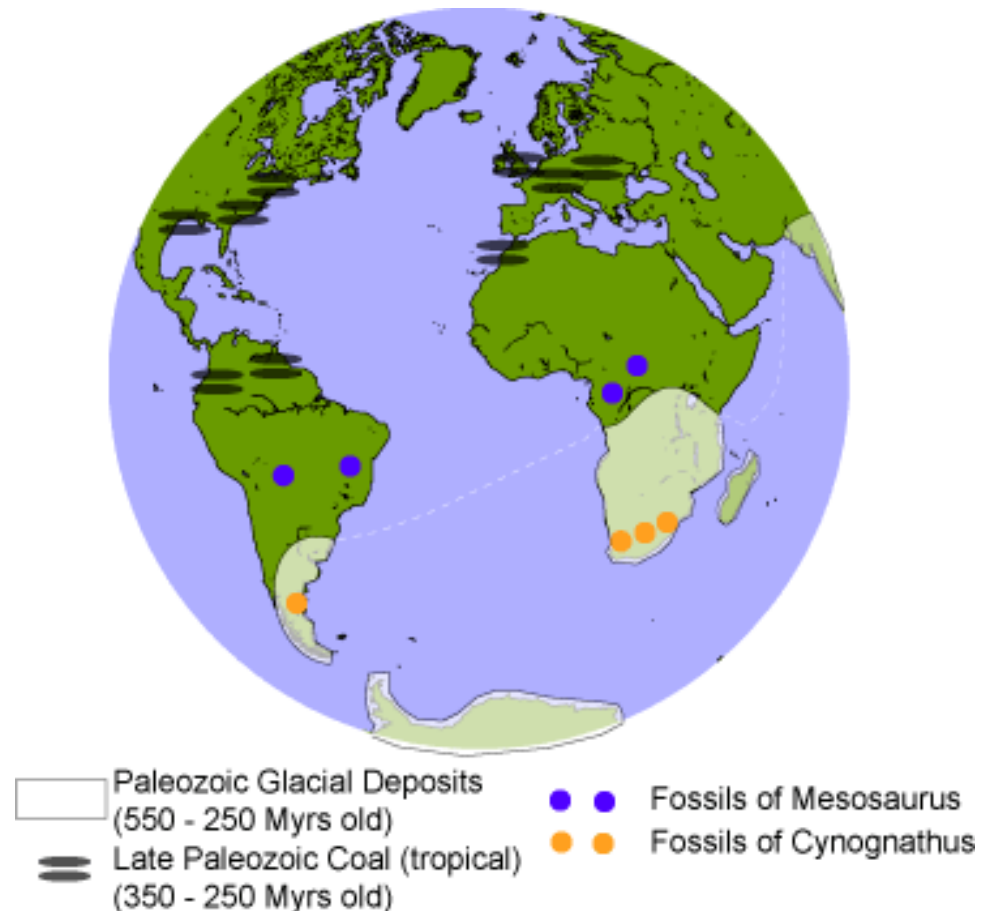 Paleozoic Glacial Deposits
(550 - 250 Myrs old)
Late Paleozoic Coal (tropical)
(350 - 250 Myrs old)
Fossils of Mesosaurus
Fossils of Cynognathus